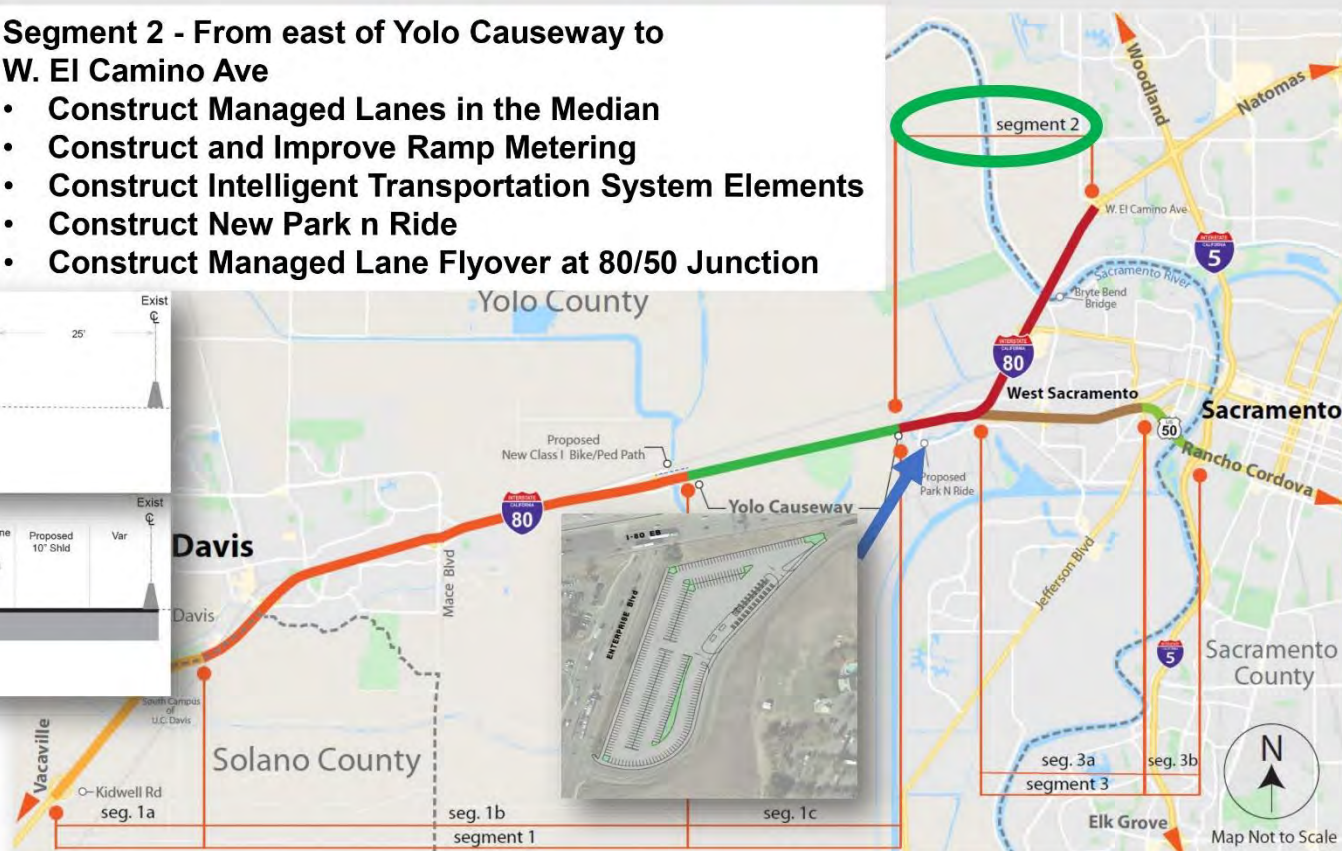 Segment 2 - From east of Yolo Causeway to
W. El Camino Ave
• Construct Managed Lanes in the Median
• Construct and Improve Ramp Metering
• Construct Intelligent Transportation System Elements
• Construct New Park n Ride
• Construct Managed Lane Flyover at 80/50 Junction
segment 2
Woodland
Natomas
W. El Camino Ave
INTERSTATE
CALIFORNIA
5
Sacramento River
Bryte Bend
Bridge
Yolo County
Exist
℄
25'
INTERSTATE
CALIFORNIA
80
West Sacramento
Sacramento
50
Rancho Cordova
Proposed
New Class I Bike/Ped Path
Proposed
Park N Ride
Yolo Causeway
INTERSTATE
CALIFORNIA
80
Exist
℄
Proposed
10" Shld
Var
Davis
Davis
Mace Blvd
I-80 EB
ENTERPRISE Blvd
Jefferson Blvd
5
Sacramento
County
South Campus
of
U.C. Davis
Solano County
Vacaville
Kidwell Rd
seg. 1a
seg. 1b
seg. 1c
segment 1
seg. 3a
seg. 3b
segment 3
Elk Grove
N
Map Not to Scale